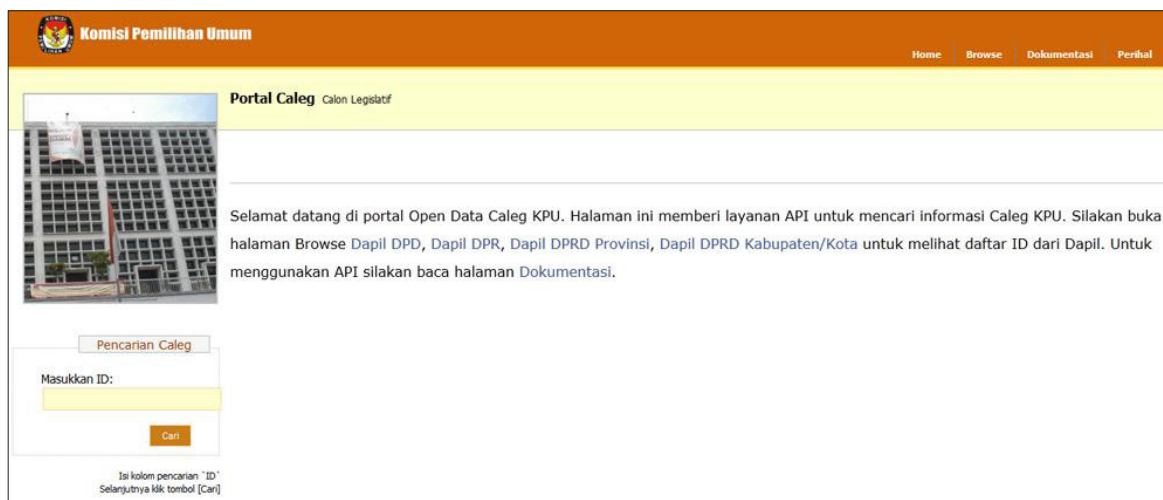 Komisi Pemilihan Umum
Home Browse Dokumentasi Perihal
Portal Caleg Calon Legislatif
Selamat datang di portal Open Data Caleg KPU. Halaman ini memberi layanan API untuk mencari informasi Caleg KPU. Silakan buka
halaman Browse Dapil DPD, Dapil DPR, Dapil DPRD Provinsi, Dapil DPRD Kabupaten/Kota untuk melihat daftar ID dari Dapil. Untuk
menggunakan API silakan baca halaman Dokumentasi.
Pencarian Caleg
Masukkan ID:
Cari
Isi kolom pencarian `ID`
Selanjutnya klik tombol [Cari]